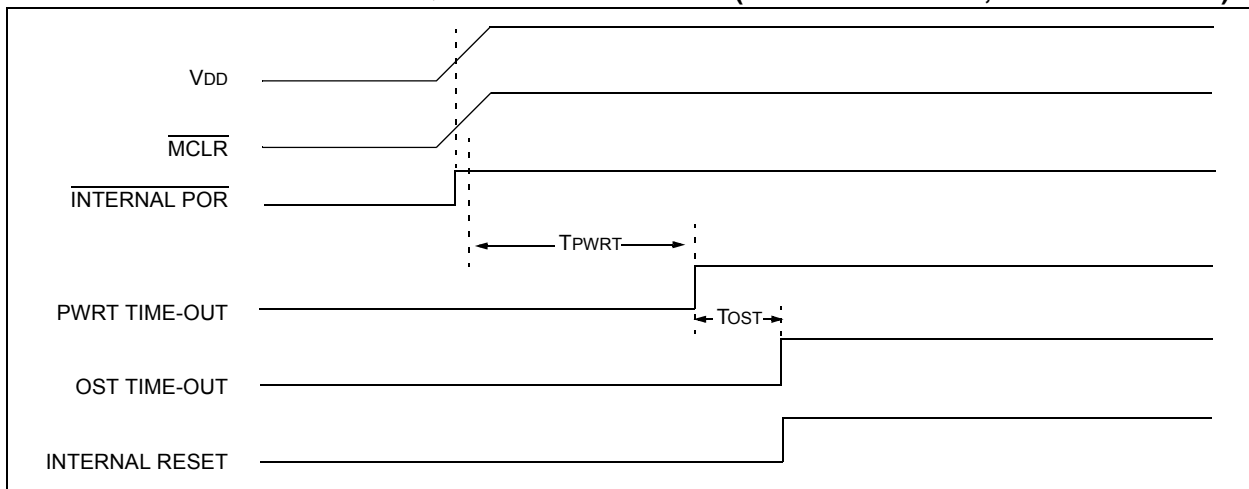 VDD
MCLR
INTERNAL POR
TPWRT
PWRT TIME-OUT
TOST
OST TIME-OUT
INTERNAL RESET